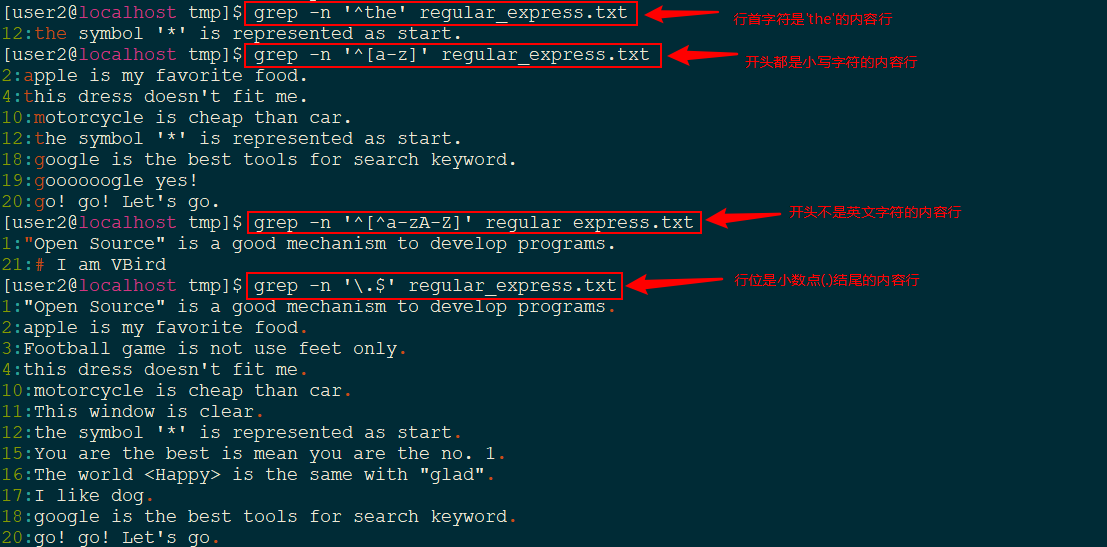 [user2@localhost tmp]$ grep -n '^the' regular_express.txt 行首字符是'the'的内容行
12:the symbol '*' is represented as start.
[user2@localhost tmp]$ grep -n '^[a-z]'  regular_express.txt 开头都是小写字符的内容行
2:apple is my favorite food.
4:this dress doesn't fit me.
10:motorcycle is cheap than car.
12:the symbol '*' is represented as start.
18:google is the best tools for search keyword.
19:goooooogle yes!
20:go! go! Let's go.
[user2@localhost tmp]$ grep -n '^[^a-zA-Z]' regular_express.txt 开头不是英文字符的内容行
1:"Open Source" is a good mechanism to develop programs.
21:# I am VBird
[user2@localhost tmp]$ grep -n '\.$' regular_express.txt 行位是小数点(.)结尾的内容行
1:"Open Source" is a good mechanism to develop programs.
2:apple is my favorite food.
3:Football game is not use feet only.
4:this dress doesn't fit me.
10:motorcycle is cheap than car.
11:This window is clear.
12:the symbol '*' is represented as start.
15:You are the best is mean you are the no. 1.
16:The world <Happy> is the same with "glad".
17:I like dog.
18:google is the best tools for search keyword.
20:go! go! Let's go.